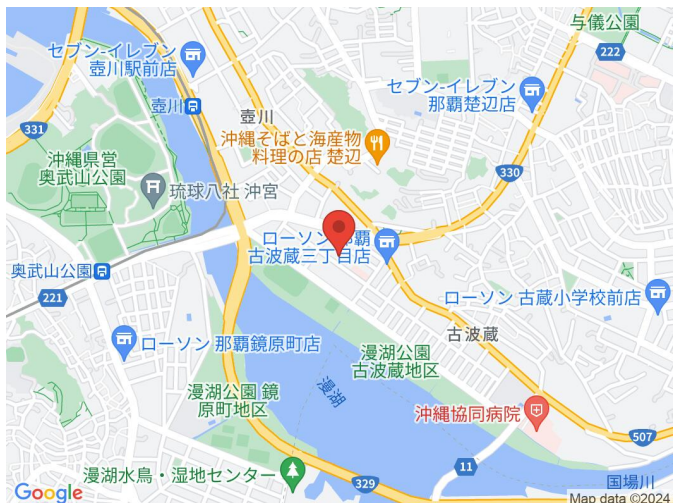 与儀公園
222
セブン-イレブン
壺川駅前店
セブン-イレブン
那覇楚辺店
壺川
壺川
331
沖縄そばと海産物
料理の店 楚辺
沖縄県営
奥武山公園
琉球八社 沖宮
330
ローソン 那覇
古波蔵三丁目店
奥武山公園
221
ローソン 古蔵小学校前店
古波蔵
ローソン 那覇鏡原町店
漫湖公園
古波蔵地区
漫湖公園 鏡
原町地区
漫湖
沖縄協同病院
507
11
漫湖水鳥・湿地センター
329
国場川
Google
Map data ©2024